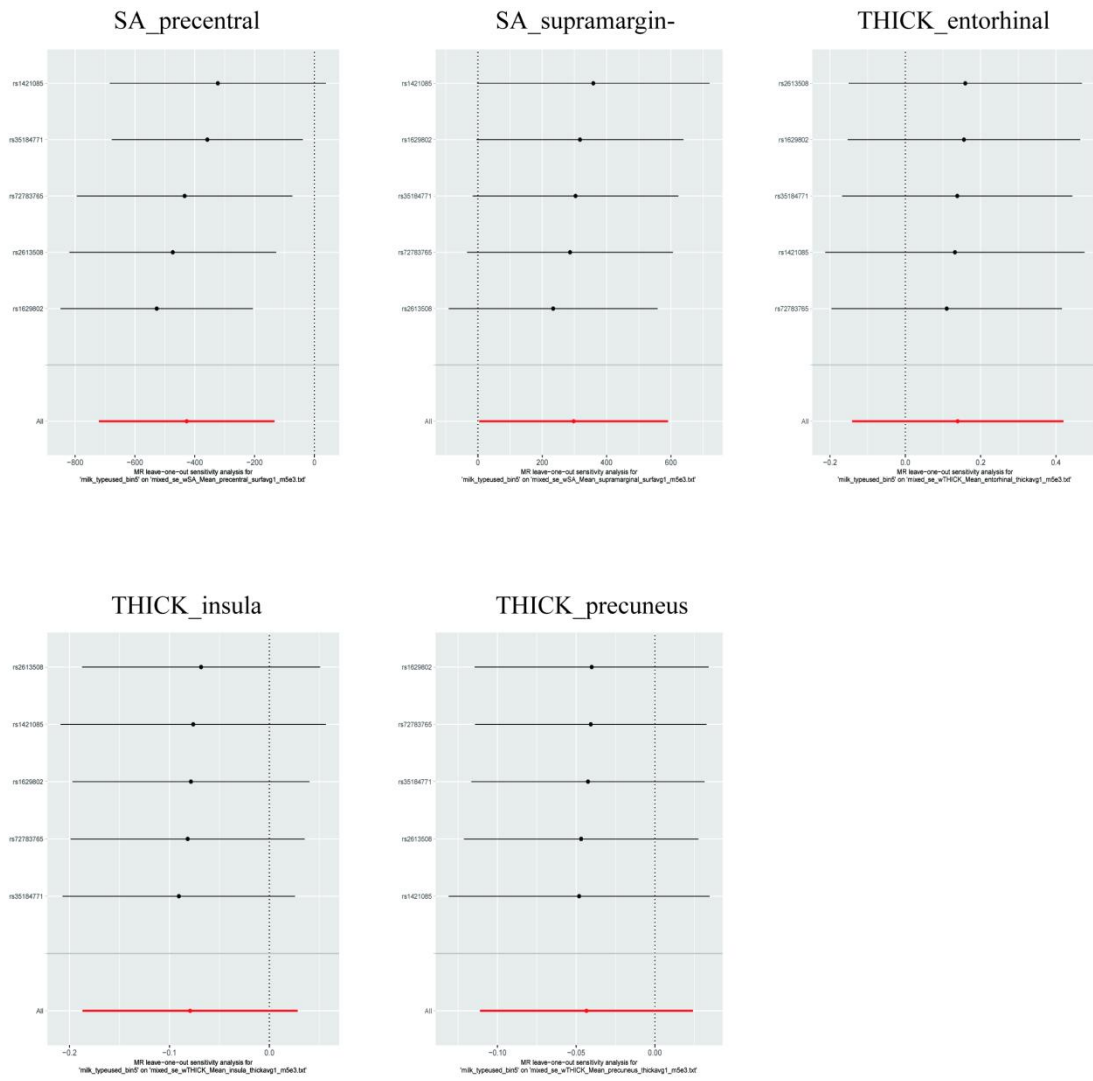 SA_precentral
rs1421085
rs35184771
rs72783765
rs2613508
rs1629802
All
−800 −600 −400 −200 0
MR leave−one−out sensitivity analysis for
'milk_typeused_bin5' on 'mixed_se_wSA_Mean_precentral_surfavg1_m5e3.txt'
SA_supramargin-
rs1421085
rs1629802
rs35184771
rs72783765
rs2613508
All
0 200 400 600
MR leave−one−out sensitivity analysis for
'milk_typeused_bin5' on 'mixed_se_wSA_Mean_supramarginal_surfavg1_m5e3.txt'
THICK_entorhinal
rs2613508
rs1629802
rs35184771
rs1421085
rs72783765
All
−0.2 0.0 0.2 0.4
MR leave−one−out sensitivity analysis for
'milk_typeused_bin5' on 'mixed_se_wTHICK_Mean_entorhinal_thickavg1_m5e3.txt'
THICK_insula
rs2613508
rs1421085
rs1629802
rs72783765
rs35184771
All
−0.2 −0.1 0.0
MR leave−one−out sensitivity analysis for
'milk_typeused_bin5' on 'mixed_se_wTHICK_Mean_insula_thickavg1_m5e3.txt'
THICK_precuneus
rs1629802
rs72783765
rs35184771
rs2613508
rs1421085
All
−0.10 −0.05 0.00
MR leave−one−out sensitivity analysis for
'milk_typeused_bin5' on 'mixed_se_wTHICK_Mean_precuneus_thickavg1_m5e3.txt'